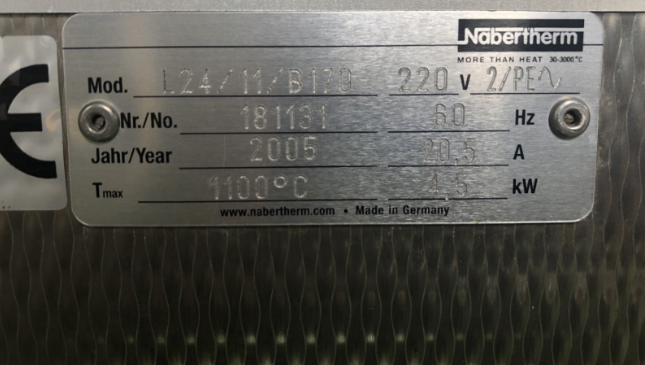 Nabertherm
MORE THAN HEAT 30-3000°C
Mod. L24/11/B170 220 V 2/PE∿
Nr./No. 181131 60 Hz
Jahr/Year 2005 20,5 A
Tmax 1100°C 4,5 kW
www.nabertherm.com • Made in Germany
CE